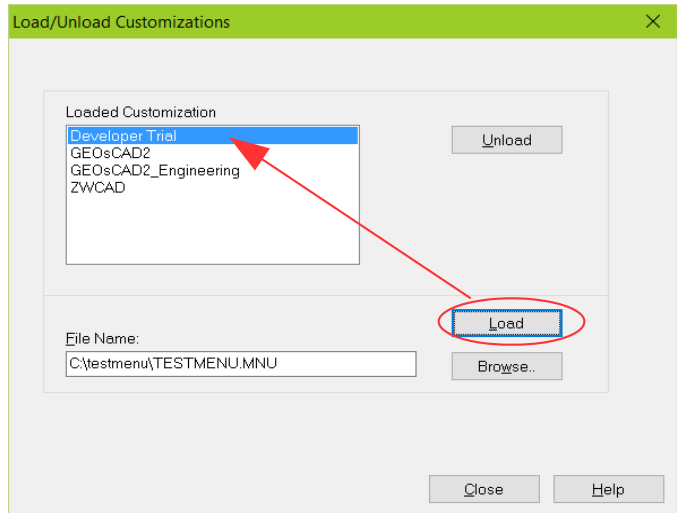 Load/Unload Customizations
Loaded Customization
Developer Trial
GEOsCAD2
GEOsCAD2_Engineering
ZWCAD
Unload
Load
File Name:
C:\testmenu\TESTMENU.MNU
Browse..
Close
Help